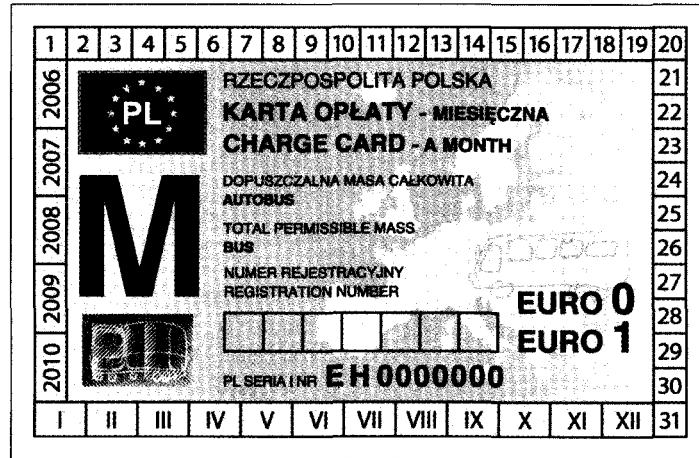 1 2 3 4 5 6 7 8 9 10 11 12 13 14 15 16 17 18 19 20
2006 2007 2008 2009 2010
PL
RZECZPOSPOLITA POLSKA
KARTA OPŁATY - MIESIĘCZNA
CHARGE CARD - A MONTH
M
DOPUSZCZALNA MASA CAŁKOWITA
AUTOBUS
TOTAL PERMISSIBLE MASS
BUS
NUMER REJESTRACYJNY
REGISTRATION NUMBER
EURO 0
EURO 1
PL
PL SERIA I NR EH0000000
21 22 23 24 25 26 27 28 29 30 31
I II III IV V VI VII VIII IX X XI XII